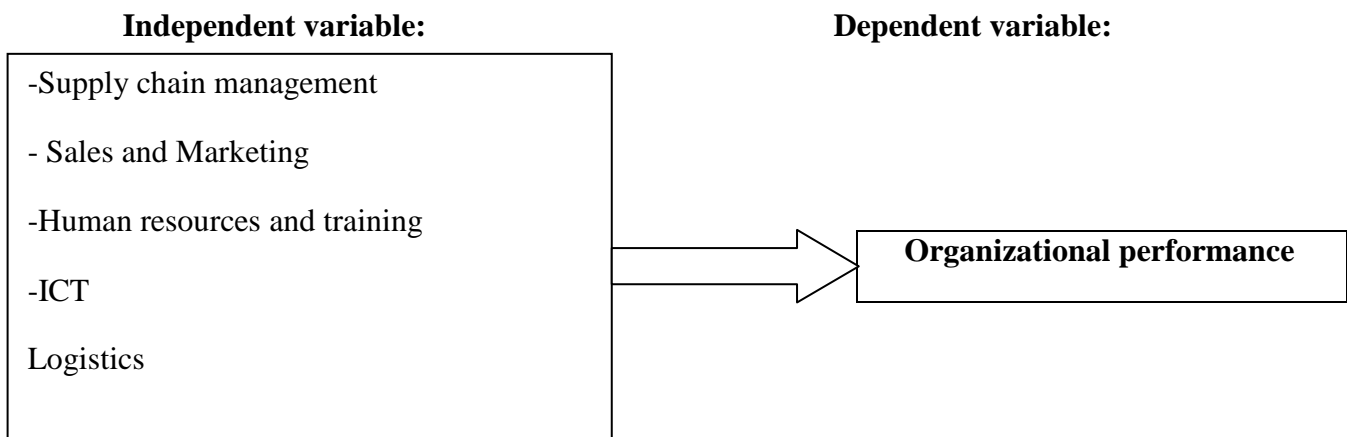 Independent variable:
Dependent variable:
-Supply chain management
- Sales and Marketing
-Human resources and training
-ICT
Logistics
Organizational performance